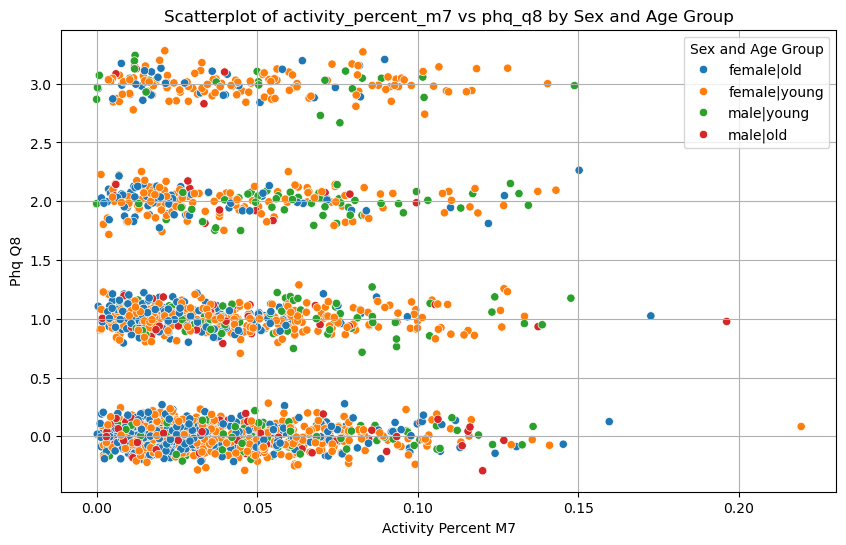 Scatterplot of activity_percent_m7 vs phq_q8 by Sex and Age Group
Sex and Age Group
female|old
female|young
male|young
male|old
Phq Q8
3.0
2.5
2.0
1.5
1.0
0.5
0.0
0.00
0.05
0.10
0.15
0.20
Activity Percent M7